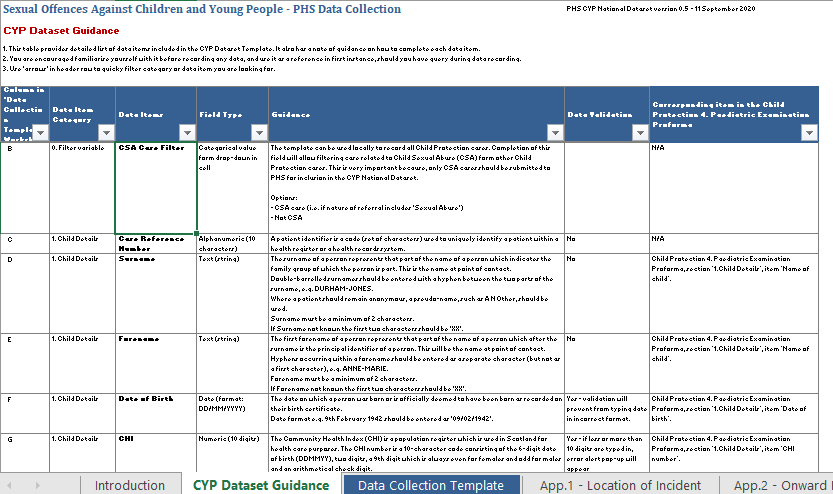 Sexual Offences Against Children and Young People - PHS Data Collection
PHS CYP National Dataset version 0.5 - 11 September 2020
CYP Dataset Guidance
1. This table provides detailed list of data items included in the CYP Dataset Template. It also has a note of guidance on how to complete each data item.
2. You are encouraged familiarise yourself with it before recording any data, and use it as a reference in first instance, should you have query during data recording.
3. Use 'arrows' in header row to quicky filter category or data item you are looking for.
Column in
"Data
Collectio
n
Template
Data Item
Category
Data Items
Field Type
Guidance
Data Validation
Corresponding item in the Child
Protection 4. Paediatric Examination
Proforma
B
0. Filter variable
CSA Case Filter
Categorical value
form drop-down in
cell
The template can be used locally to record all Child Protection cases. Completion of this
field will allow filtering cases related to Child Sexual Abuse (CSA) form other Child
Protection cases. This is very important because, only CSA cases should be submitted to
PHS for inclusion in the CYP National Dataset.
Options:
- CSA case (i.e. if nature of referral includes 'Sexual Abuse')
- Not CSA
N/A
C
1. Child Details
Case Reference
Number
Alphanumeric (10
characters)
A patient identifier is a code (set of characters) used to uniquely identify a patient within a
health register or a health records system.
No
N/A
D
1. Child Details
Surname
Text (string)
The surname of a person represents that part of the name of a person which indicates the
family group of which the person is part. This is the name at point of contact.
Double-barrelled surnames should be entered with a hyphen between the two parts of the
surname, e.g. DURHAM-JONES.
Where a patient should remain anonymous, a pseudo-name, such as A N Other, should be
used.
Surname must be a minimum of 2 characters.
If Surname not known the first two characters should be 'XX'.
No
Child Protection 4. Paediatric Examination
Proforma, section '1. Child Details', item 'Name of
child'.
E
1. Child Details
Forename
Text (string)
The first forename of a person represents that part of the name of a person which after the
surname is the principal identifier of a person. This will be the name at point of contact.
Hyphens occurring within a forename should be entered as a separate character (but not as
a first character), e.g. ANNE-MARIE.
Forename must be a minimum of 2 characters.
If Forename not known the first two characters should be 'XX'.
No
Child Protection 4. Paediatric Examination
Proforma, section '1. Child Details', item 'Name of
child'.
F
1. Child Details
Date of Birth
Date (format:
DD/MM/YYYY)
The date on which a person was born or is officially deemed to have been born as recorded on
their birth certificate.
Date format e.g. 9th February 1942 should be entered as '09/02/1942'.
Yes - validation will
prevent from typing date
in incorrect format.
Child Protection 4. Paediatric Examination
Proforma, section '1. Child Details', item 'Date of
birth'.
G
1. Child Details
CHI
Numeric (10 digits)
The Community Health Index (CHI) is a population register which is used in Scotland for
health care purposes. The CHI number is a 10-character code consisting of the 6-digit date
of birth (DDMMYY), two digits, a 9th digit which is always even for females and odd for males
and an arithmetical check digit.
Yes - if less or more than
10 digits are typed in,
error alert pop-up will
appear
Child Protection 4. Paediatric Examination
Proforma, section '1. Child Details', item 'CHI
number'.
Introduction
CYP Dataset Guidance
Data Collection Template
App.1 - Location of Incident
App.2 - Onward